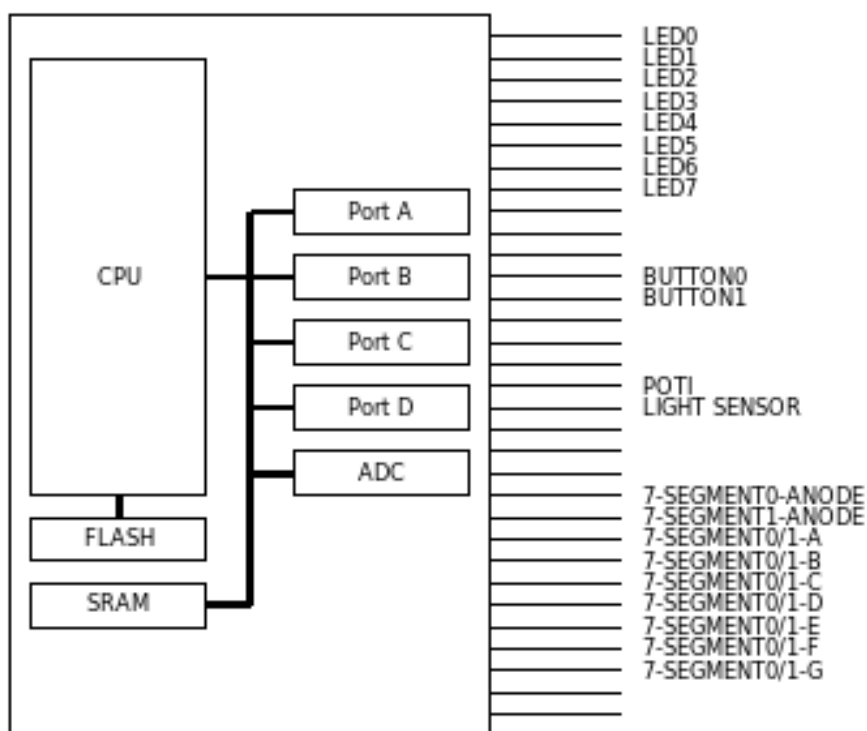 CPU
FLASH
SRAM
Port A
Port B
Port C
Port D
ADC
LED0
LED1
LED2
LED3
LED4
LED5
LED6
LED7
BUTTON0
BUTTON1
POTI
LIGHT SENSOR
7-SEGMENT0-ANODE
7-SEGMENT1-ANODE
7-SEGMENT0/1-A
7-SEGMENT0/1-B
7-SEGMENT0/1-C
7-SEGMENT0/1-D
7-SEGMENT0/1-E
7-SEGMENT0/1-F
7-SEGMENT0/1-G